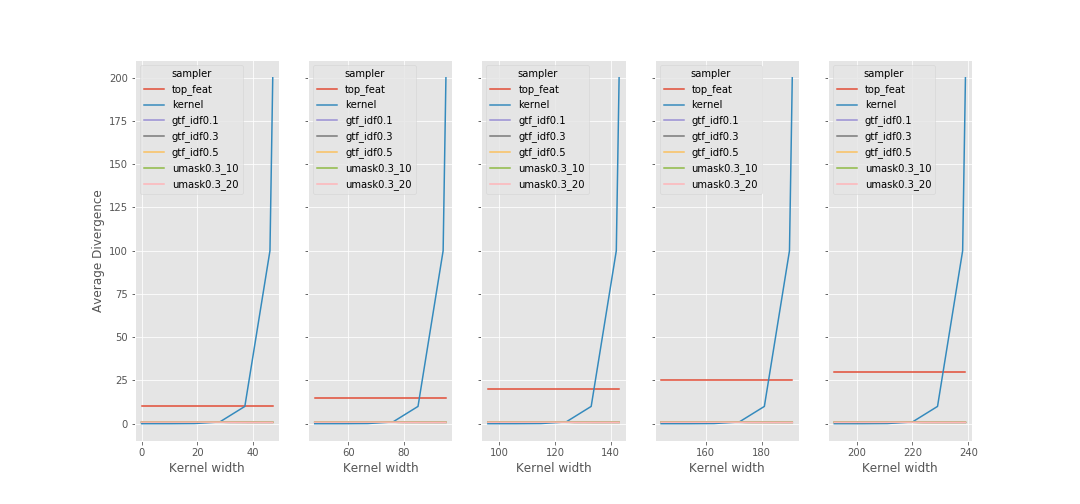 Average Divergence
200
175
150
125
100
75
50
25
0
sampler
top_feat
kernel
gtf_idf0.1
gtf_idf0.3
gtf_idf0.5
umask0.3_10
umask0.3_20
0 20 40
Kernel width
sampler
top_feat
kernel
gtf_idf0.1
gtf_idf0.3
gtf_idf0.5
umask0.3_10
umask0.3_20
60 80
Kernel width
sampler
top_feat
kernel
gtf_idf0.1
gtf_idf0.3
gtf_idf0.5
umask0.3_10
umask0.3_20
100 120 140
Kernel width
sampler
top_feat
kernel
gtf_idf0.1
gtf_idf0.3
gtf_idf0.5
umask0.3_10
umask0.3_20
160 180
Kernel width
sampler
top_feat
kernel
gtf_idf0.1
gtf_idf0.3
gtf_idf0.5
umask0.3_10
umask0.3_20
200 220 240
Kernel width